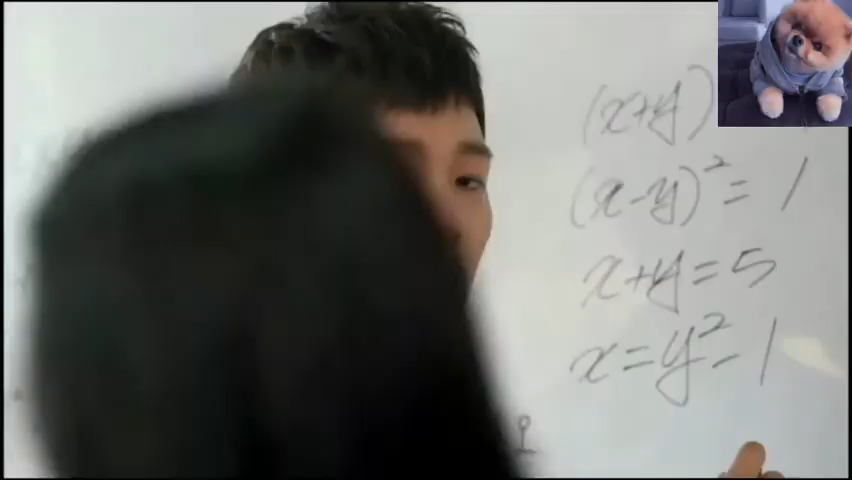 (x+y)
(x-y)² = 1
x+y=5
x=y²-1